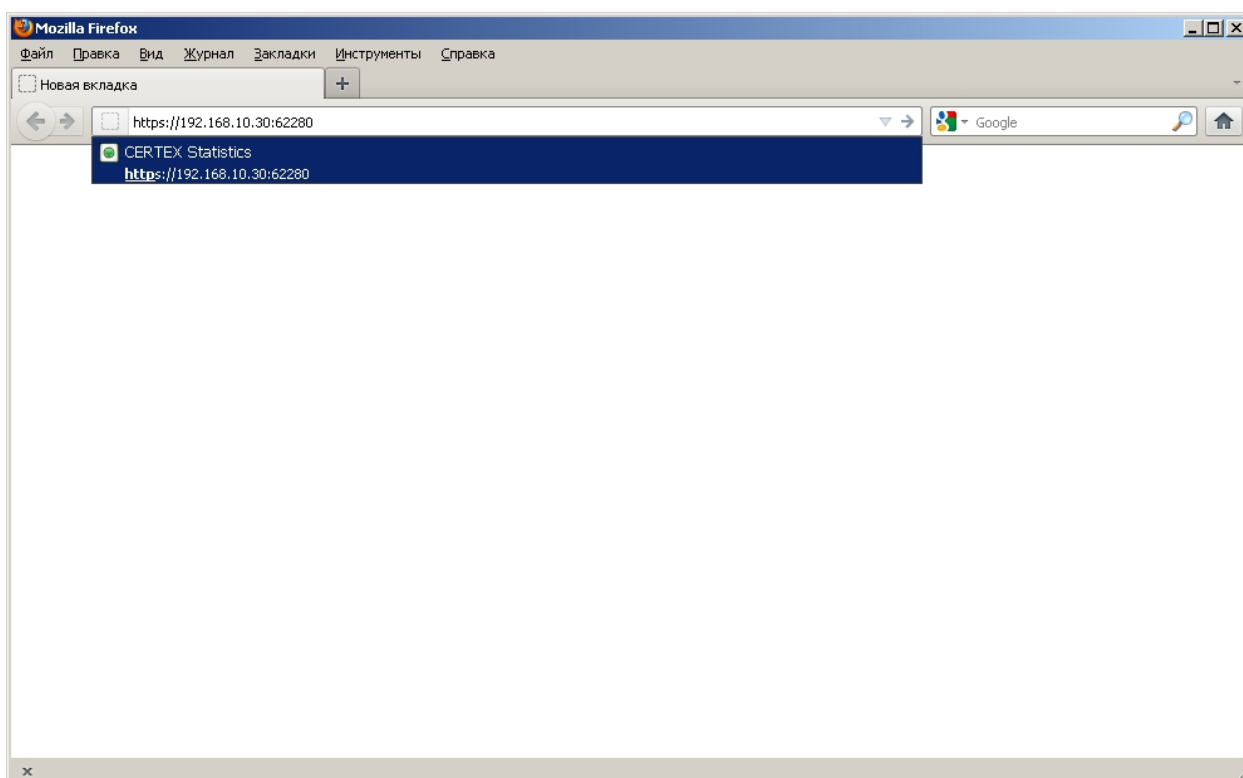 Mozilla Firefox
Файл Правка Вид Журнал Закладки Инструменты Справка
Новая вкладка
https://192.168.10.30:62280 Google
CERTEX Statistics
https://192.168.10.30:62280